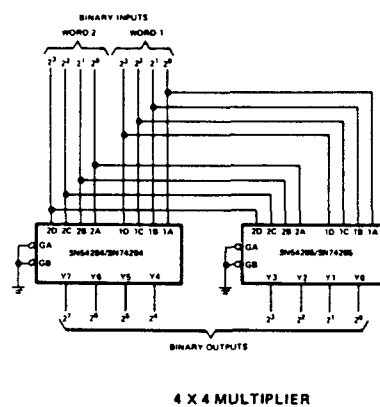 BINARY INPUTS
WORD 2 WORD 1
2³ 2² 2¹ 2⁰ 2³ 2² 2¹ 2⁰
2D 2C 2B 2A 1D 1C 1B 1A
GA
SN54284/SN74284
GB
Y7 Y6 Y5 Y4
2D 2C 2B 2A 1D 1C 1B 1A
GA
SN54285/SN74285
GB
Y3 Y2 Y1 Y0
2⁷ 2⁶ 2⁵ 2⁴ 2³ 2² 2¹ 2⁰
BINARY OUTPUTS
4 X 4 MULTIPLIER